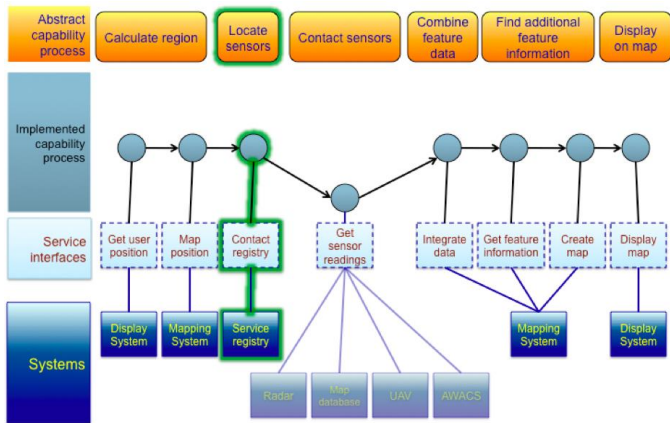 Abstract
capability
process
Calculate region
Locate
sensors
Contact sensors
Combine
feature
data
Find additional
feature
information
Display
on map
Implemented
capability
process
Service
interfaces
Get user
position
Map
position
Contact
registry
Get
sensor
readings
Integrate
data
Get feature
information
Create
map
Display
map
Systems
Display
System
Mapping
System
Service
registry
Mapping
System
Display
System
Radar
Map
database
UAV
AWACS